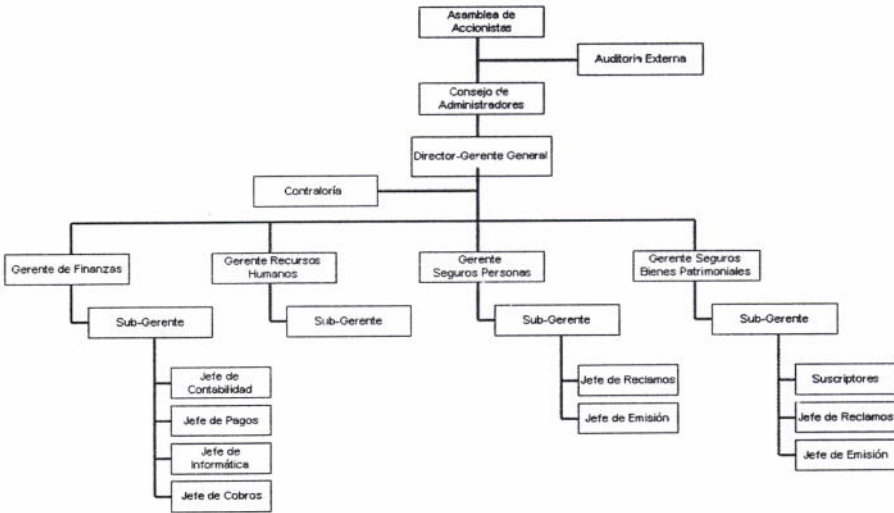 Asamblea de
Accionistas
Auditoria Externa
Consejo de
Administradores
Director-Gerente General
Contraloría
Gerente de Finanzas
Gerente Recursos
Humanos
Gerente
Seguros Personas
Gerente Seguros
Bienes Patrimoniales
Sub-Gerente
Sub-Gerente
Sub-Gerente
Sub-Gerente
Jefe de
Contabilidad
Jefe de Pagos
Jefe de
Informática
Jefe de Cobros
Jefe de Reclamos
Jefe de Emisión
Suscriptores
Jefe de Reclamos
Jefe de Emisión